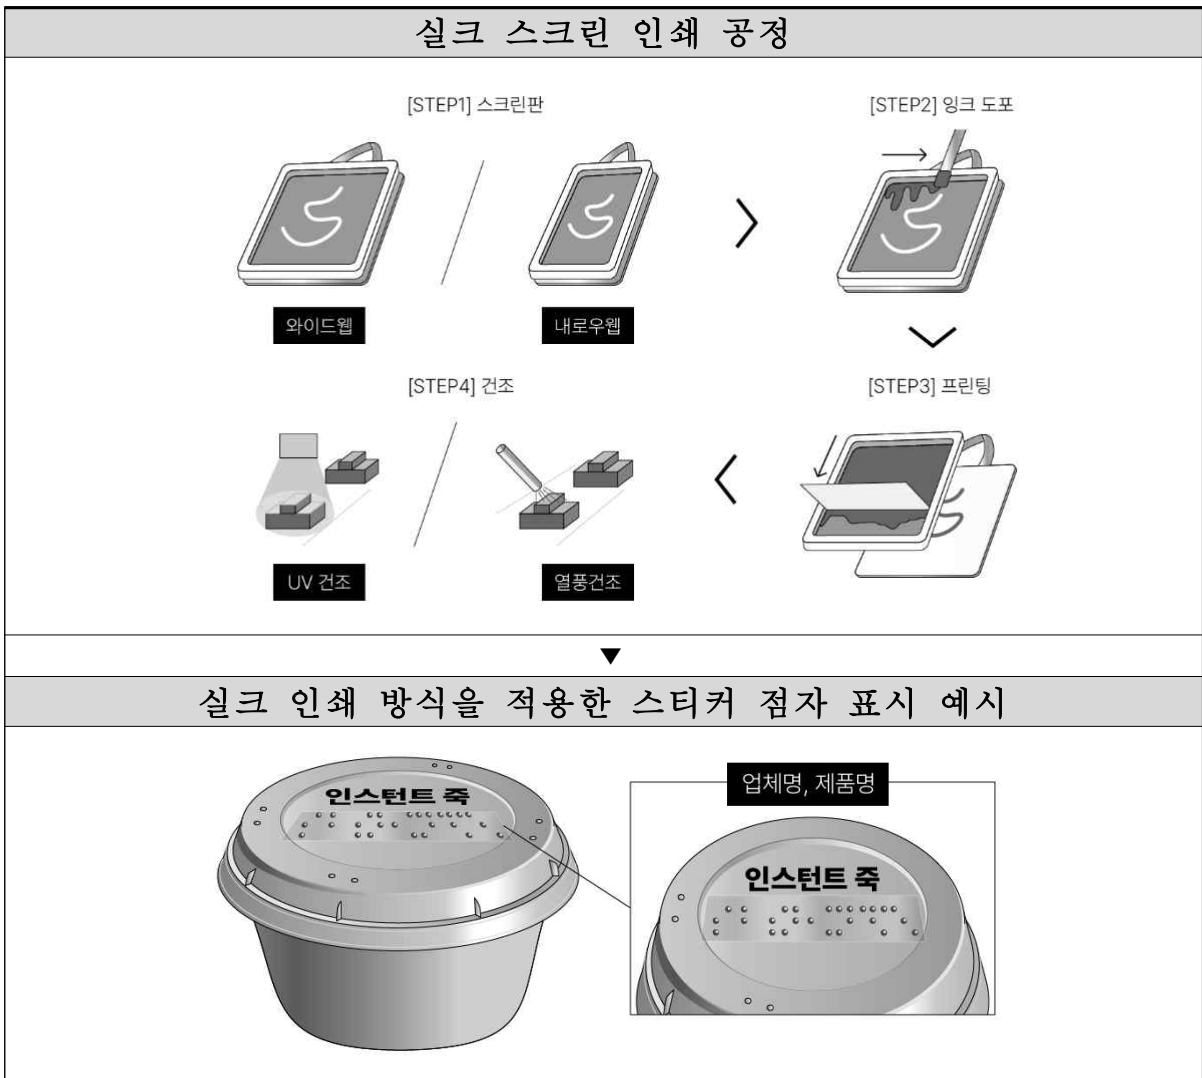 실크 스크린 인쇄 공정
[STEP1] 스크린판
[STEP2] 잉크 도포
와이드웹
내로우웹
[STEP4] 건조
[STEP3] 프린팅
UV 건조
열풍건조
▼
실크 인쇄 방식을 적용한 스티커 점자 표시 예시
업체명, 제품명
인스턴트 죽
인스턴트 죽